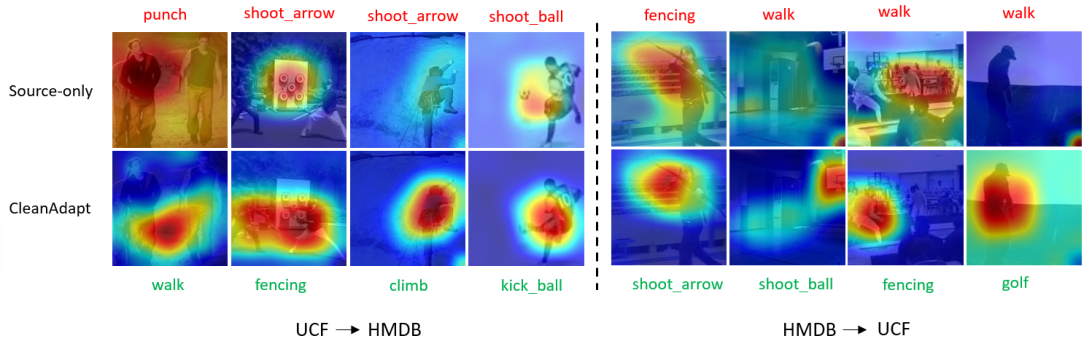 punch shoot_arrow shoot_arrow shoot_ball fencing walk walk walk
Source-only
CleanAdapt
walk fencing climb kick_ball shoot_arrow shoot_ball fencing golf
UCF → HMDB HMDB → UCF